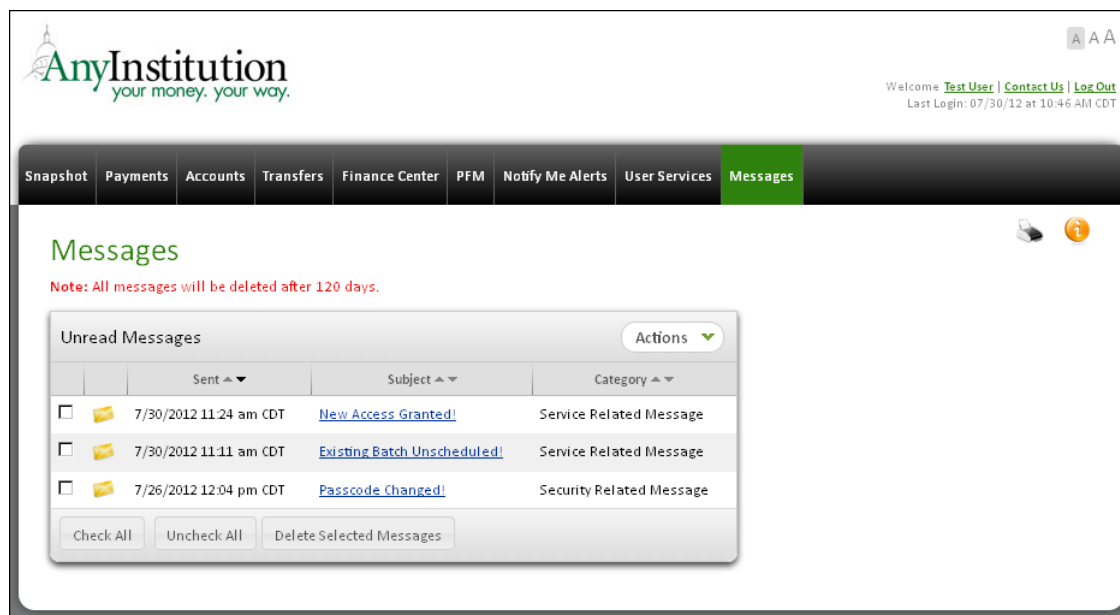 A A A
AnyInstitution
your money. your way.
Welcome Test User | Contact Us | Log Out
Last Login: 07/30/12 at 10:46 AM CDT
Snapshot Payments Accounts Transfers Finance Center PFM Notify Me Alerts User Services Messages
Messages
Note: All messages will be deleted after 120 days.
Unread Messages Actions
Sent Subject Category
7/30/2012 11:24 am CDT New Access Granted! Service Related Message
7/30/2012 11:11 am CDT Existing Batch Unscheduled! Service Related Message
7/26/2012 12:04 pm CDT Passcode Changed! Security Related Message
Check All Uncheck All Delete Selected Messages